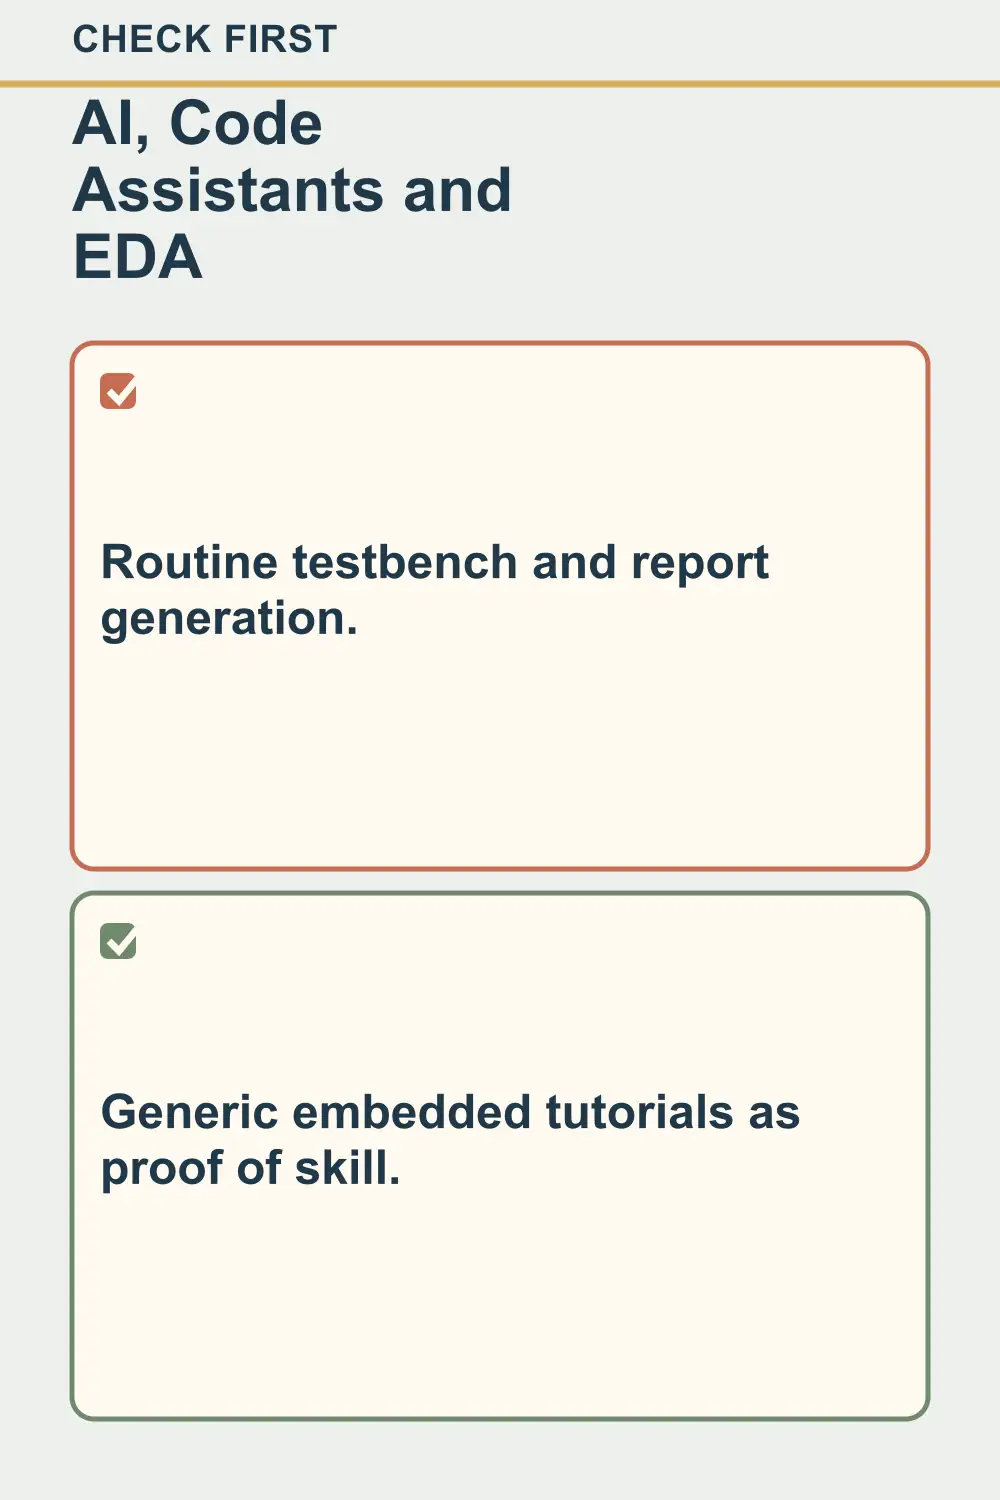 CHECK FIRST
AI, Code
Assistants and
EDA
Routine testbench and report
generation.
Generic embedded tutorials as
proof of skill.